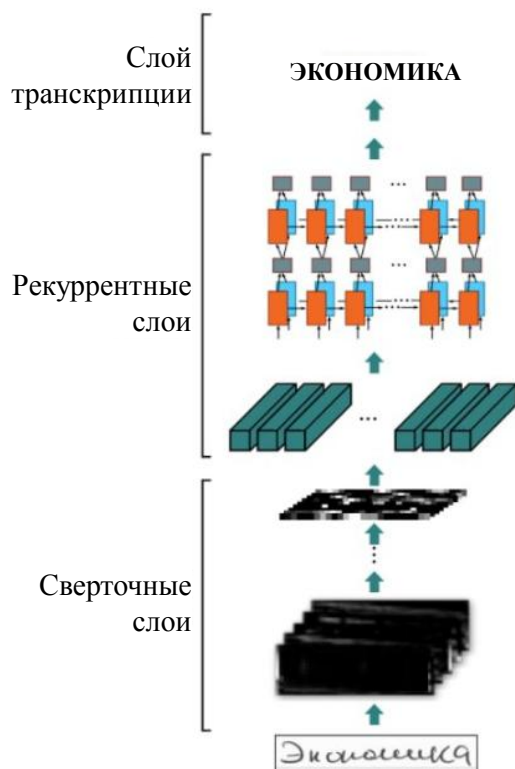 Слой
транскрипции
ЭКОНОМИКА
Рекуррентные
слои
...
...
...
Сверточные
слои
Экономика